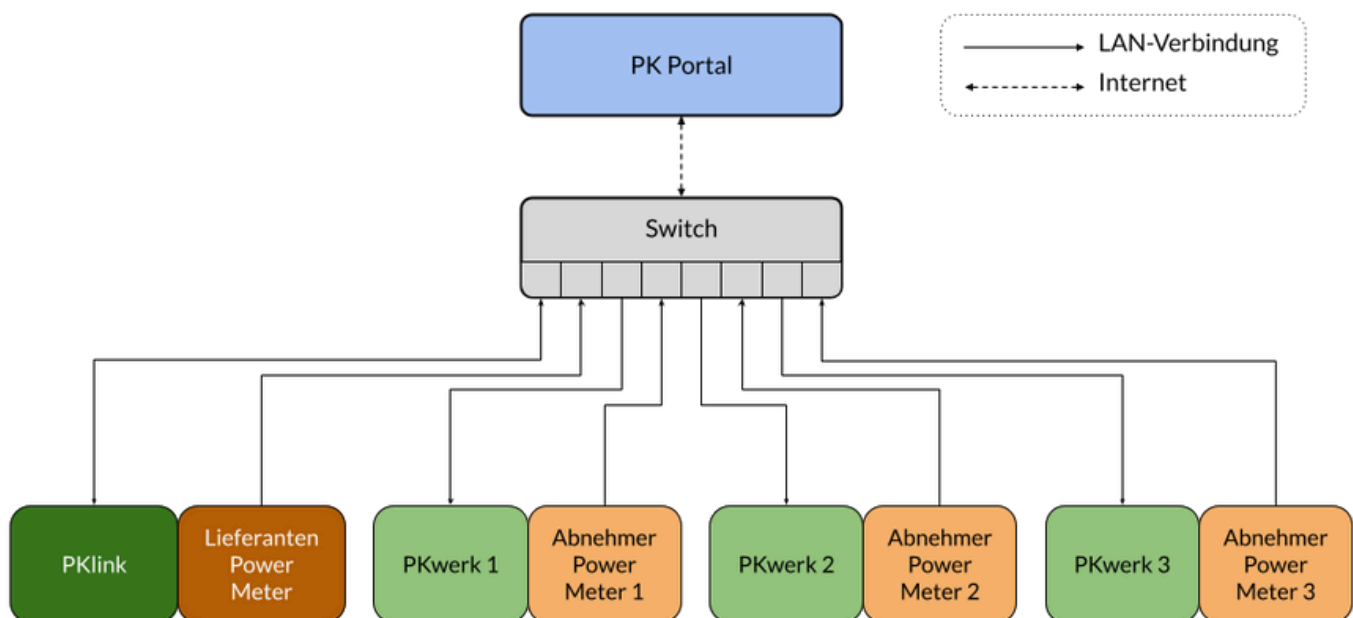 PK Portal
LAN-Verbindung
Internet
Switch
PKlink
Lieferanten
Power
Meter
PKwerk 1
Abnehmer
Power
Meter 1
PKwerk 2
Abnehmer
Power
Meter 2
PKwerk 3
Abnehmer
Power
Meter 3